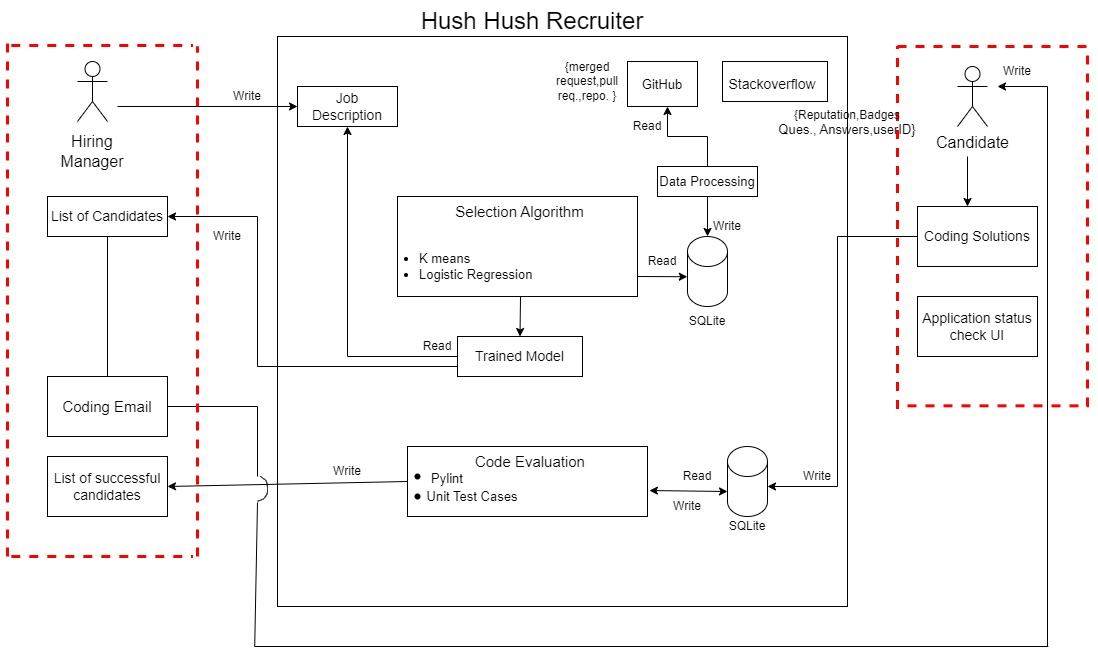 Hush Hush Recruiter
Hiring
Manager
Write
Job
Description
{merged
request,pull
req.,repo. }
GitHub
Stackoverflow
{Reputation,Badges
Ques., Answers,userID}
Write
Candidate
Read
Data Processing
Write
List of Candidates
Write
Selection Algorithm
K means
Logistic Regression
Read
SQLite
Coding Solutions
Application status
check UI
Read
Trained Model
Coding Email
List of successful
candidates
Write
Code Evaluation
Pylint
Unit Test Cases
Read
Write
SQLite
Write